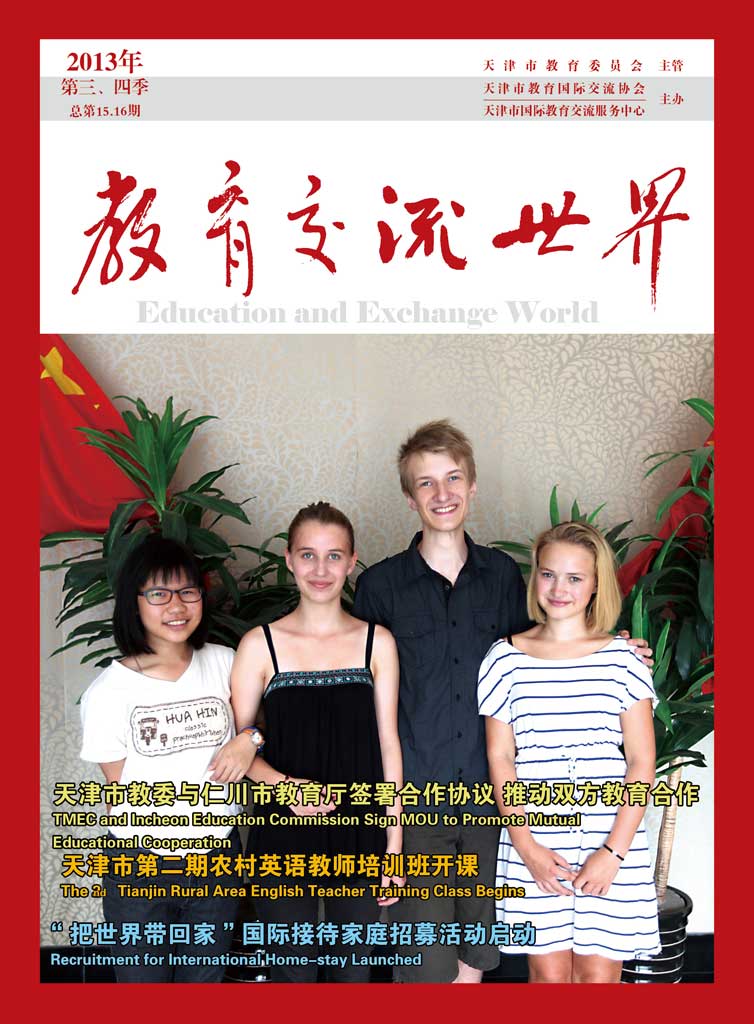 2013年
第三、四季
总第15.16期
天津市教育委员会 主管
天津市教育国际交流协会
天津市国际教育交流服务中心 主办
教育交流世界
Education and Exchange World
HUA HIN
classic
天津市教委与仁川市教育厅签署合作协议 推动双方教育合作
TMEC and Incheon Education Commission Sign MOU to Promote Mutual
Educational Cooperation
天津市第二期农村英语教师培训班开课
The 2d Tianjin Rural Area English Teacher Training Class Begins
“把世界带回家”国际接待家庭招募活动启动
Recruitment for International Home-stay Launched